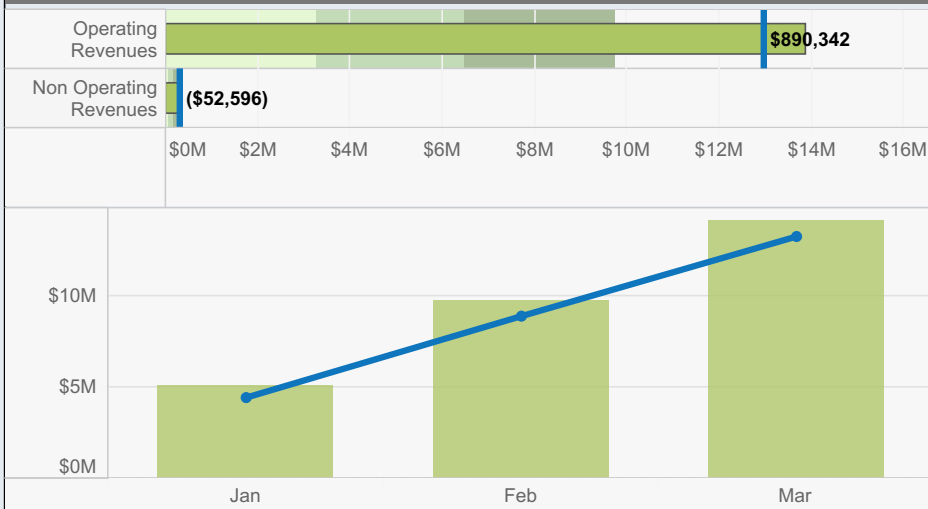 Operating
Revenues
$890,342
Non Operating
Revenues
($52,596)
$0M $2M $4M $6M $8M $10M $12M $14M $16M
$10M
$5M
$0M
Jan Feb Mar